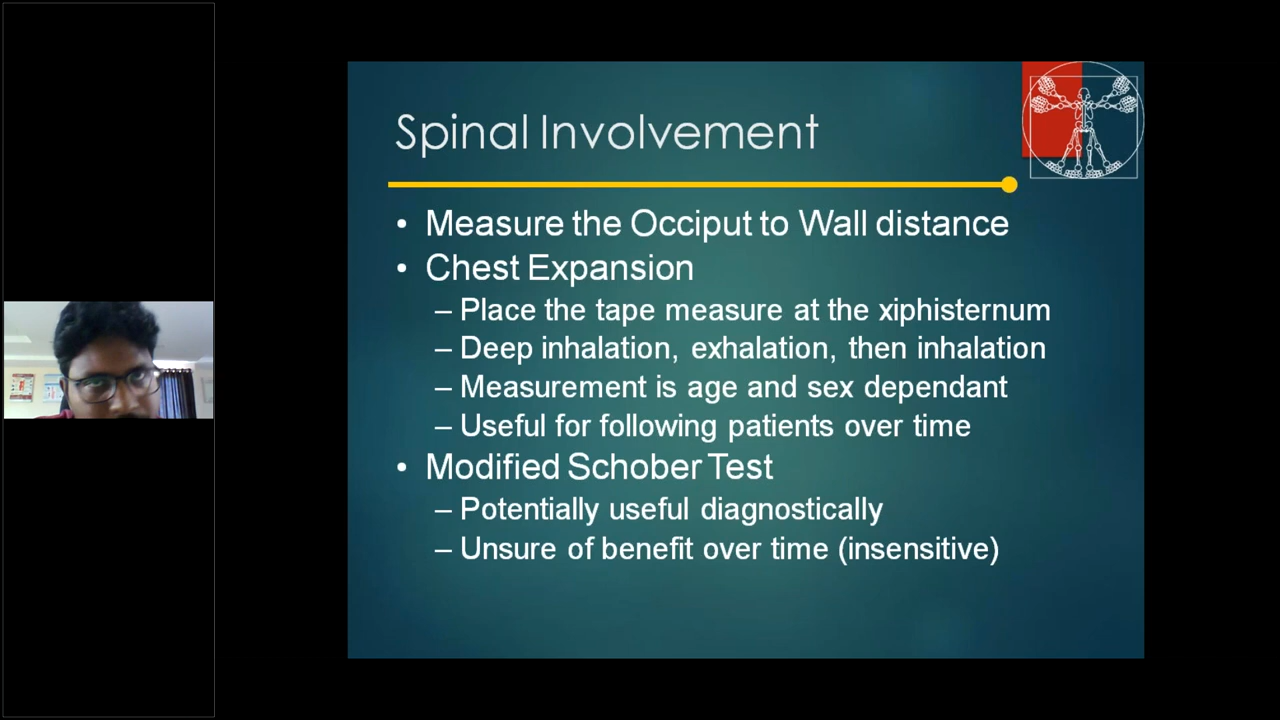 Spinal Involvement
• Measure the Occiput to Wall distance
• Chest Expansion
– Place the tape measure at the xiphisternum
– Deep inhalation, exhalation, then inhalation
– Measurement is age and sex dependant
– Useful for following patients over time
• Modified Schober Test
– Potentially useful diagnostically
– Unsure of benefit over time (insensitive)